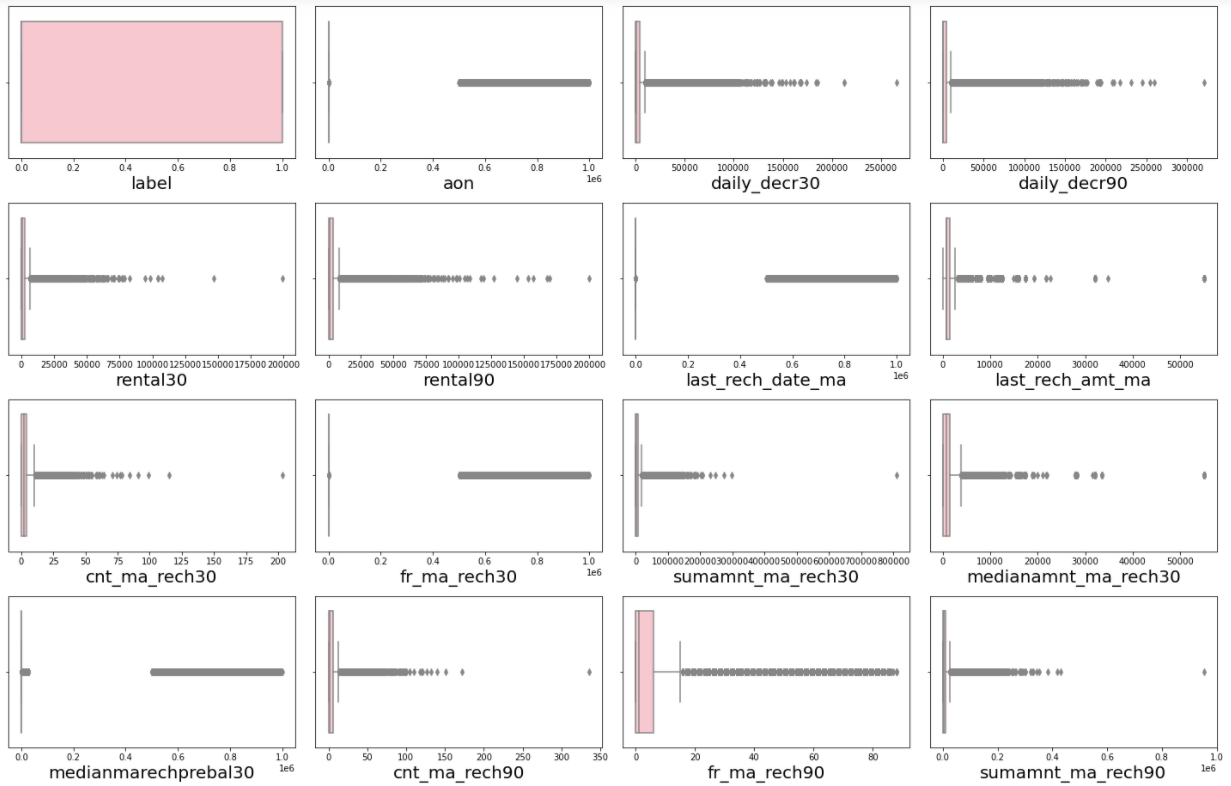 0.0 0.2 0.4 0.6 0.8 1.0
label
0.0 0.2 0.4 0.6 0.8 1.0
1e6
aon
0 50000 100000 150000 200000 250000
daily_decr30
0 50000 100000 150000 200000 250000 300000
daily_decr90
0 25000 50000 75000 100000 125000 150000 175000 200000
rental30
0 25000 50000 75000 100000 125000 150000 175000 200000
rental90
0.0 0.2 0.4 0.6 0.8 1.0
1e6
last_rech_date_ma
0 10000 20000 30000 40000 50000
last_rech_amt_ma
0 25 50 75 100 125 150 175 200
cnt_ma_rech30
0.0 0.2 0.4 0.6 0.8 1.0
1e6
fr_ma_rech30
0 100000 200000 300000 400000 500000 600000 700000 800000
sumamnt_ma_rech30
0 10000 20000 30000 40000 50000
medianamnt_ma_rech30
0.0 0.2 0.4 0.6 0.8 1.0
1e6
medianmarechprebal30
0 50 100 150 200 250 300 350
cnt_ma_rech90
0 20 40 60 80
fr_ma_rech90
0.0 0.2 0.4 0.6 0.8 1.0
1e6
sumamnt_ma_rech90